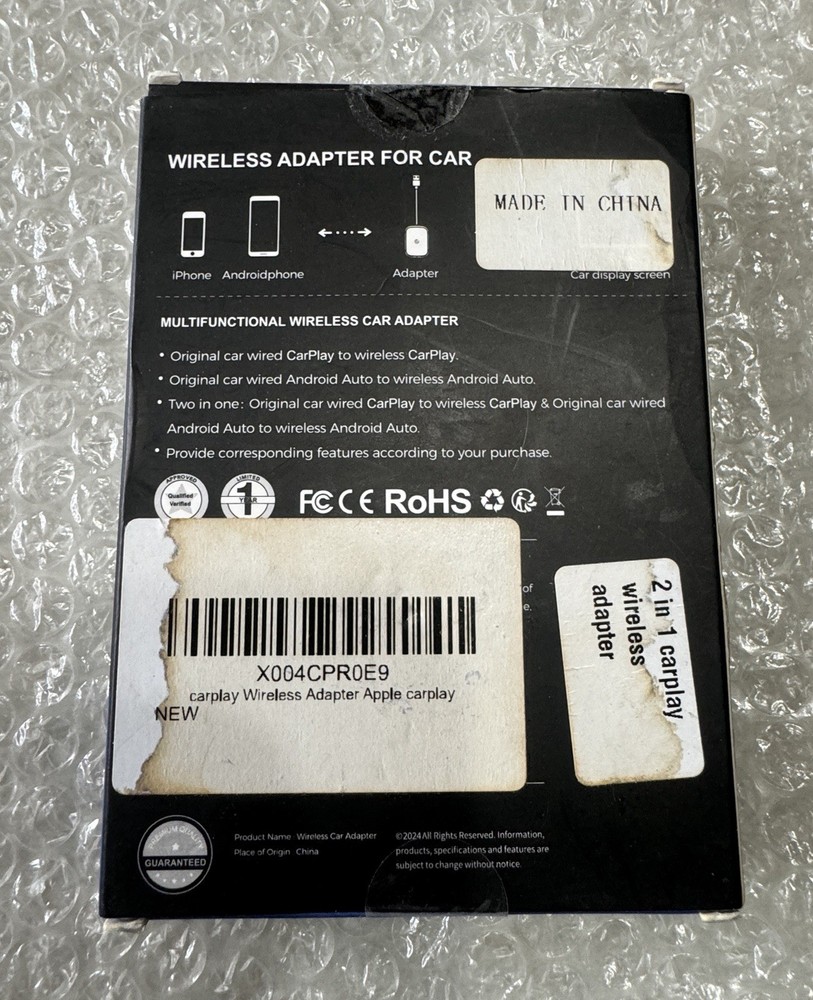 WIRELESS ADAPTER FOR CAR
MADE IN CHINA
iPhone Androidphone Adapter Car display screen
MULTIFUNCTIONAL WIRELESS CAR ADAPTER
• Original car wired CarPlay to wireless CarPlay.
• Original car wired Android Auto to wireless Android Auto.
• Two in one: Original car wired CarPlay to wireless CarPlay & Original car wired
Android Auto to wireless Android Auto.
• Provide corresponding features according to your purchase.
APPROVED
Qualified
Verified
LIMITED
1
YEAR
FC CE RoHS
of
e.
X004CPR0E9
carplay Wireless Adapter Apple carplay
NEW
2 in 1 carplay
wireless
adapter
PREMIUM QUALITY
GUARANTEED
Product Name Wireless Car Adapter
Place of Origin China
©2024 All Rights Reserved. Information,
products, specifications and features are
subject to change without notice.